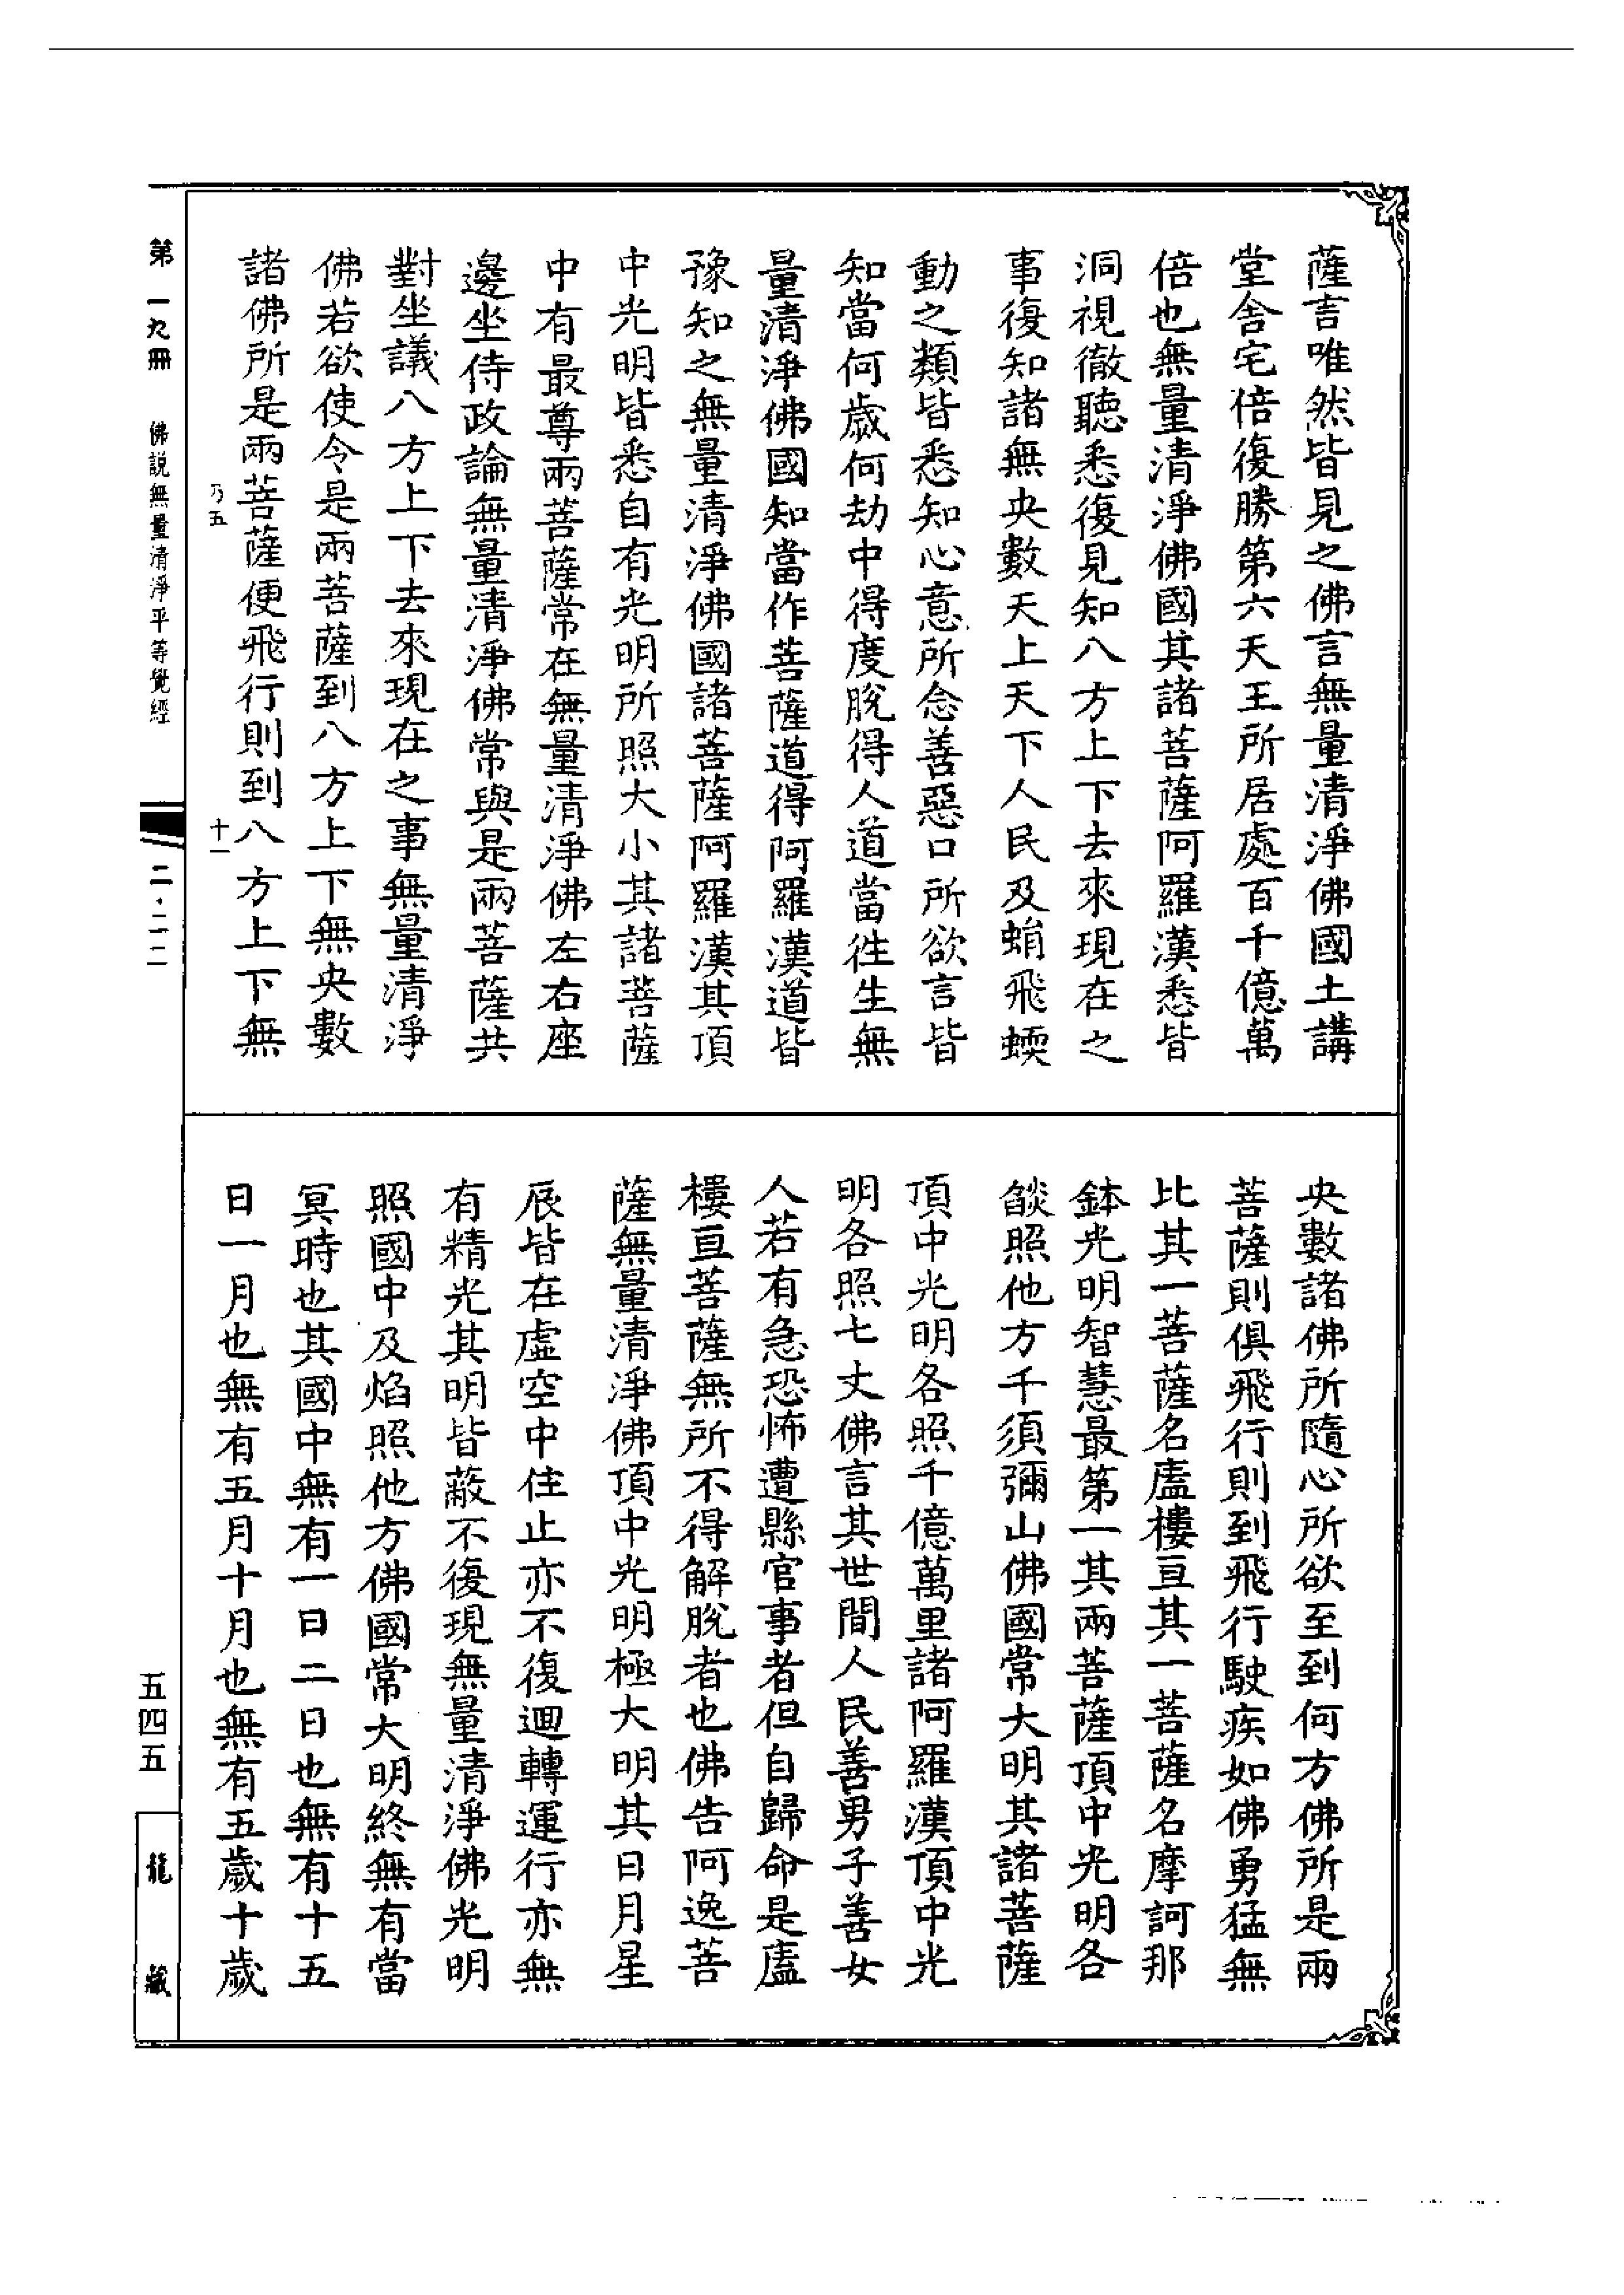 薩言唯然皆見之佛言無量清淨佛國土講
堂舍宅倍復勝第六天王所居處百千億萬
倍也無量清淨佛國其諸菩薩阿羅漢悉皆
洞視徹聽悉復見知八方上下去來現在之
事復知諸無央數天上天下人民及蜎飛蝡
動之類皆悉知心意所念善惡口所欲言皆
知當何歲何劫中得度脫得人道當往生無
量清淨佛國知當作菩薩道得阿羅漢道皆
豫知之無量清淨佛國諸菩薩阿羅漢其頂
中光明皆悉自有光明所照大小其諸菩薩
中有最尊兩菩薩常在無量清淨佛左右座
邊坐侍政論無量清淨佛常與是兩菩薩共
對坐議八方上下去來現在之事無量清淨
佛若欲使令是兩菩薩到八方上下無央數
諸佛所是兩菩薩便飛行則到八方上下無
央數諸佛所隨心所欲至到何方佛所是兩
菩薩則俱飛行則到飛行駛疾如佛勇猛無
比其一菩薩名廅樓亘其一菩薩名摩訶那
鉢光明智慧最第一其兩菩薩頂中光明各
燄照他方千須彌山佛國常大明其諸菩薩
頂中光明各照千億萬里諸阿羅漢頂中光
明各照七丈佛言其世間人民善男子善女
人若有急恐怖遭縣官事者但自歸命是廅
樓亘菩薩無所不得解脫者也佛告阿逸菩
薩無量清淨佛頂中光明極大明其日月星
辰皆在虛空中住止亦不復迴轉運行亦無
有精光其明皆蔽不復現無量清淨佛光明
照國中及焰照他方佛國常大明終無有當
冥時也其國中無有一日二日也無有十五
日一月也無有五月十月也無有五歲十歲
乃五
十一
第一九冊
佛說無量清淨平等覺經
二·二二
五四五
龍藏